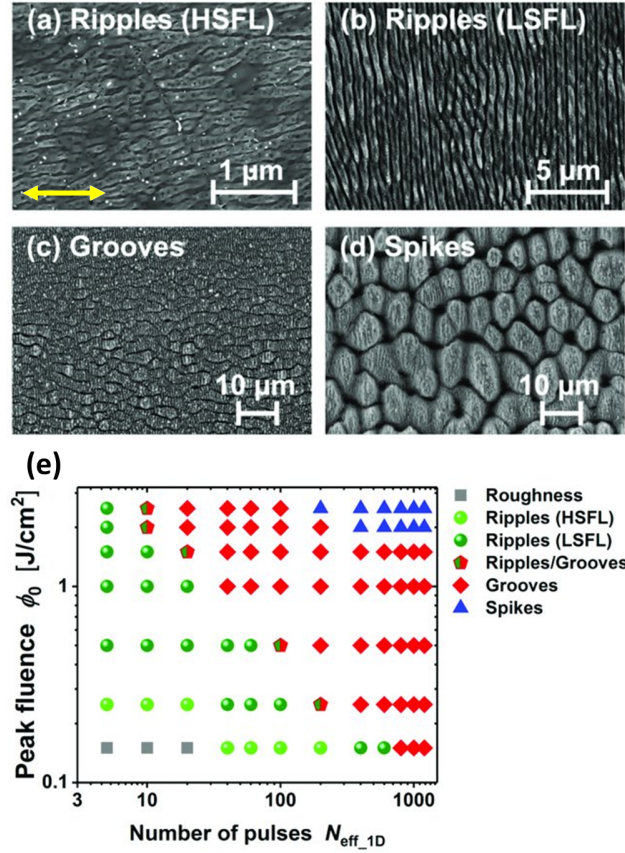 (a) Ripples (HSFL)
1 µm
(b) Ripples (LSFL)
5 µm
(c) Grooves
10 µm
(d) Spikes
10 µm
(e)
Peak fluence ϕ0 [J/cm2]
1
0.1
3
10
100
1000
Number of pulses Neff_1D
Roughness
Ripples (HSFL)
Ripples (LSFL)
Ripples/Grooves
Grooves
Spikes